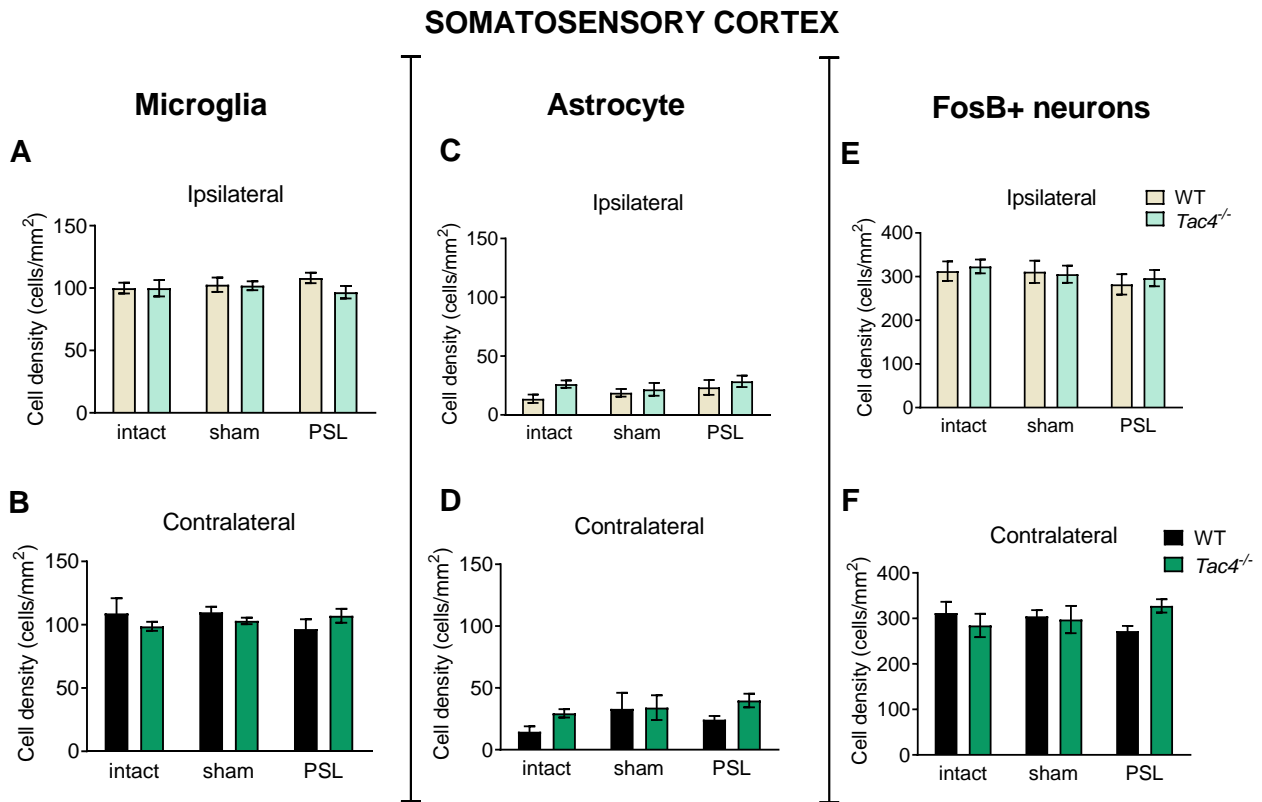 SOMATOSENSORY CORTEX
Microglia
A
Ipsilateral
Cell density (cells/mm²)
150
100
50
0
intact sham PSL
B
Contralateral
Cell density (cells/mm²)
150
100
50
0
intact sham PSL
Astrocyte
C
Ipsilateral
Cell density (cells/mm²)
150
100
50
0
intact sham PSL
D
Contralateral
Cell density (cells/mm²)
150
100
50
0
intact sham PSL
FosB+ neurons
E
Ipsilateral
WT
Tac4⁻/⁻
Cell density (cells/mm²)
400
300
200
100
0
intact sham PSL
F
Contralateral
WT
Tac4⁻/⁻
Cell density (cells/mm²)
400
300
200
100
0
intact sham PSL